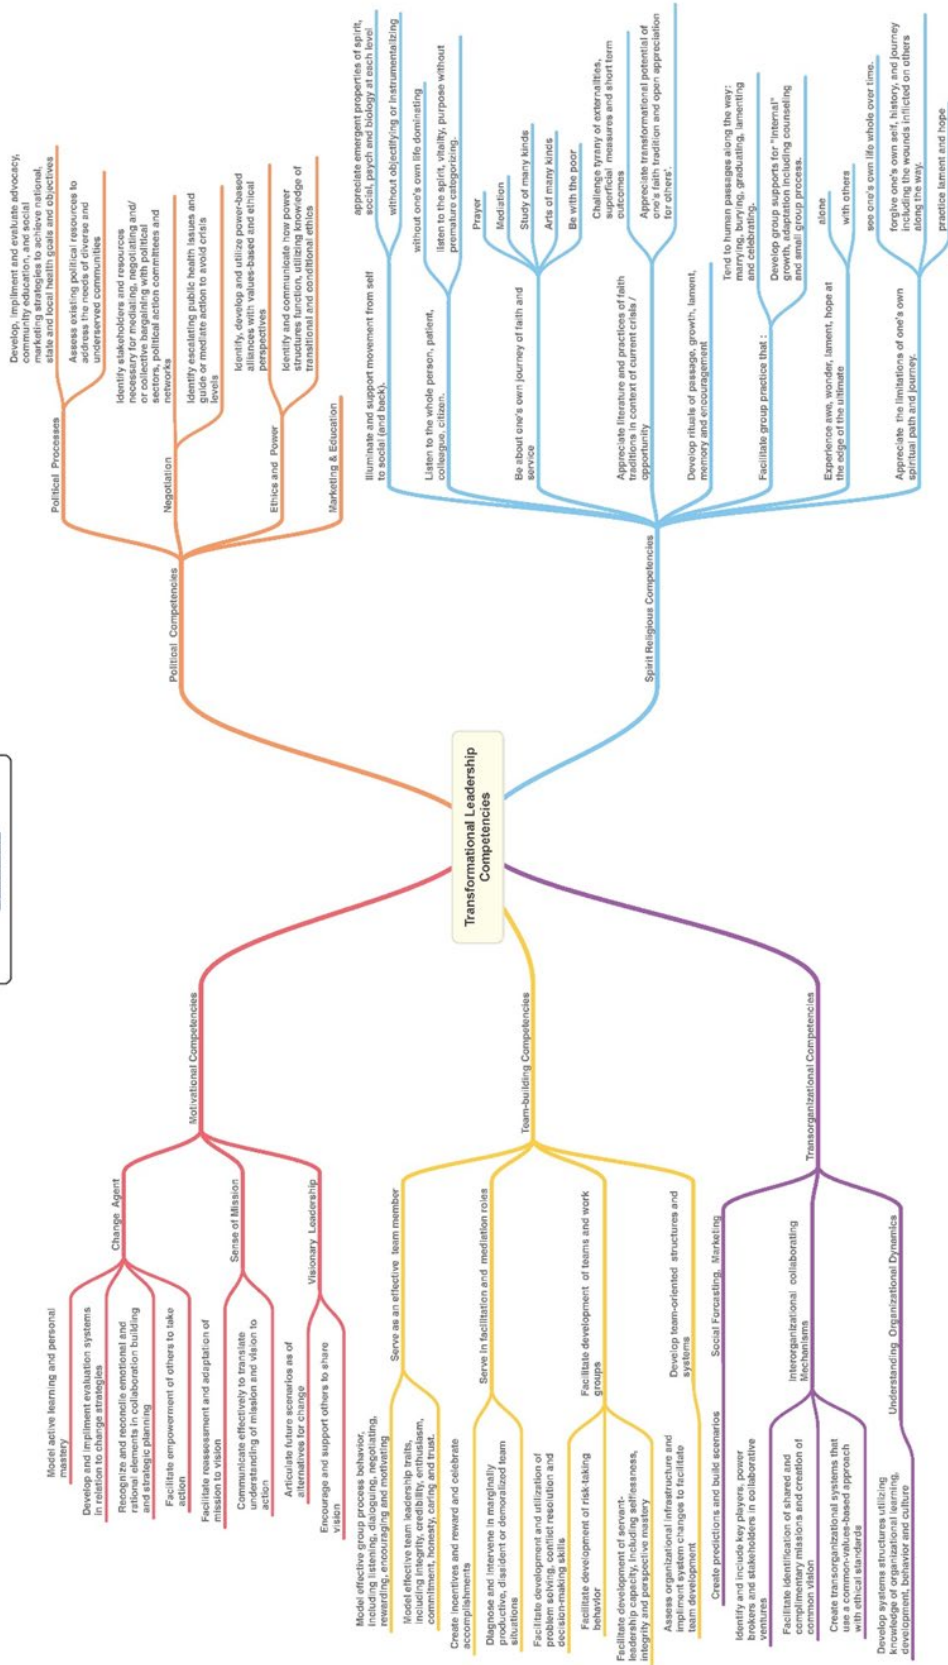 Transformational Leadership
Competencies
Motivational Competencies
Change Agent
Model active learning and personal
mastery
Develop and impliment evaluation systems
in relation to change strategies
Recognize and reconcile emotional and
rational elements in collaboration building
and strategic planning
Facilitate empowerment of others to take
action
Sense of Mission
Facilitate reassessment and adaptation of
mission to vision
Communicate effectively to translate
understanding of mission and vision to
action
Visionary Leadership
Articulate future scenarios as of
alternatives for change
Encourage and support others to share
vision
Team-building Competencies
Serve as an effective team member
Model effective group process behavior,
including listening, dialoguing, negotiating,
rewarding, encouraging and motivating
Model effective team leadership traits,
including integrity, credibility, enthusiasm,
commitment, honesty, caring and trust.
Serve in facilitation and mediation roles
Create incentives and reward and celebrate
accomplishments
Diagnose and intervene in marginally
productive, dissident or demoralized team
situations
Facilitate development and utilization of
problem solving, conflict resolution and
decision-making skills
Facilitate development of teams and work
groups
Facilitate development of risk-taking
behavior
Facilitate development of servant-
leadership capacity, including selflessness,
integrity and perspective mastery
Develop team-oriented structures and
systems
Assess organizational infrastructure and
impliment system changes to facilitate
team development
Transorganizational Competencies
Social Forcasting, Marketing
Create predictions and build scenarios
Interorganizational collaborating
Mechanisms
Identify and include key players, power
brokers and stakeholders in collaborative
ventures
Facilitate identification of shared and
complimentary missions and creation of
common vision
Create transorganizational systems that
use a common-values-based approach
with ethical standards
Understanding Organizational Dynamics
Develop systems structures utilizing
knowledge of organizational learning,
development, behavior and culture
Political Competencies
Political Processes
Develop, impilment and evaluate advocacy,
community education, and social
marketing strategies to achieve national,
state and local health goals and objectives
Assess existing political resources to
address the needs of diverse and
underserved communities
Negotiation
Identify stakeholders and resources
necessary for mediating, negotiating and/
or collective bargaining with political
sectors, political action committees and
networks
Identify escalating public health issues and
guide or mediate action to avoid crisis
levels
Ethics and Power
Identify, develop and utilize power-based
alliances with values-based and ethical
perspectives
Identify and communicate how power
structures function, utilizing knowledge of
transitional and conditional ethics
Marketing & Education
Spirit Religious Competencies
Illuminate and support movement from self
to social (and back).
appreciate emergent properties of spirit,
social, psych and biology at each level
without objectifying or instrumentalizing
Listen to the whole person, patient,
colleague, citizen.
without one's own life dominating
listen to the spirit, vitality, purpose without
premature categorizing.
Be about one's own journey of faith and
service
Prayer
Mediation
Study of many kinds
Arts of many kinds
Be with the poor
Appreciate literature and practices of faith
traditions in context of current crisis /
opportunity
Challenge tyranny of externalities,
superficial measures and short term
outcomes
Appreciate transformational potential of
one's faith tradition and open appreciation
for others'.
Develop rituals of passage, growth, lament,
memory and encouragement
Facilitate group practice that :
Tend to human passages along the way:
marrying, burying, graduating, lamenting
and celebrating.
Develop group supports for "internal"
growth, adaptation including counseling
and small group process.
Experience awe, wonder, lament, hope at
the edge of the ultimate
alone
with others
Appreciate the limitations of one's own
spiritual path and journey.
see one's own life whole over time.
forgive one's own self, history, and journey
including the wounds inflicted on others
along the way.
practice lament and hope